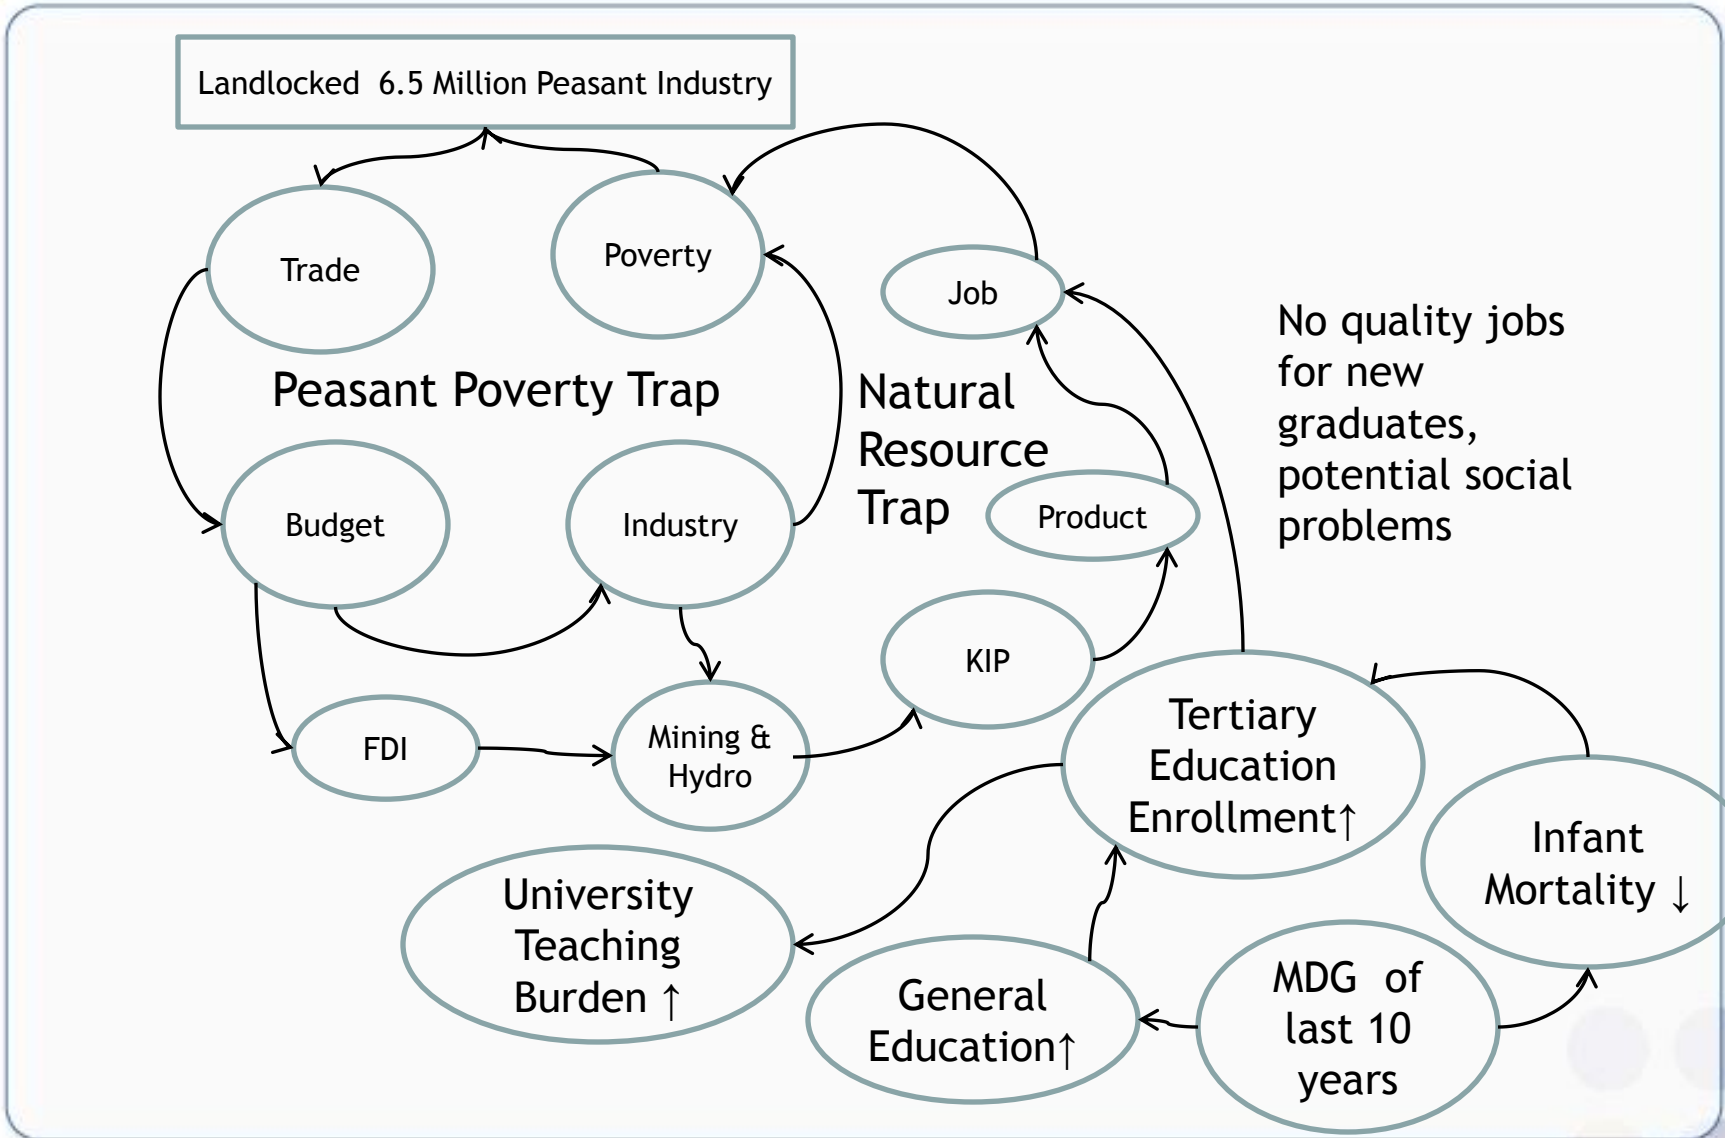 Landlocked 6.5 Million Peasant Industry
Trade
Poverty
Job
No quality jobs
for new
graduates,
potential social
problems
Peasant Poverty Trap
Natural
Resource
Trap
Budget
Industry
Product
KIP
FDI
Mining &
Hydro
Tertiary
Education
Enrollment↑
Infant
Mortality ↓
University
Teaching
Burden ↑
General
Education↑
MDG of
last 10
years